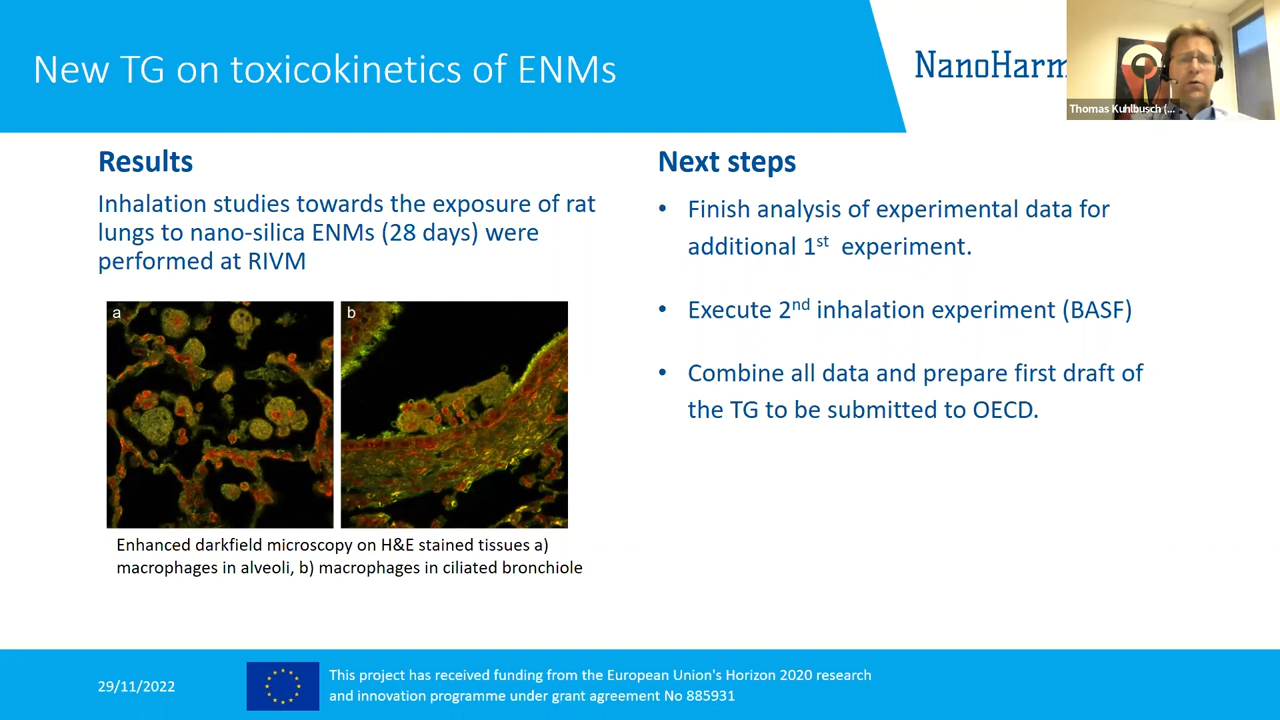 New TG on toxicokinetics of ENMs
NanoHarm
Thomas Kuhlbusch (...
Results
Inhalation studies towards the exposure of rat
lungs to nano-silica ENMs (28 days) were
performed at RIVM
a
b
Enhanced darkfield microscopy on H&E stained tissues a)
macrophages in alveoli, b) macrophages in ciliated bronchiole
Next steps
• Finish analysis of experimental data for
additional 1st experiment.
• Execute 2nd inhalation experiment (BASF)
• Combine all data and prepare first draft of
the TG to be submitted to OECD.
29/11/2022
This project has received funding from the European Union's Horizon 2020 research
and innovation programme under grant agreement No 885931